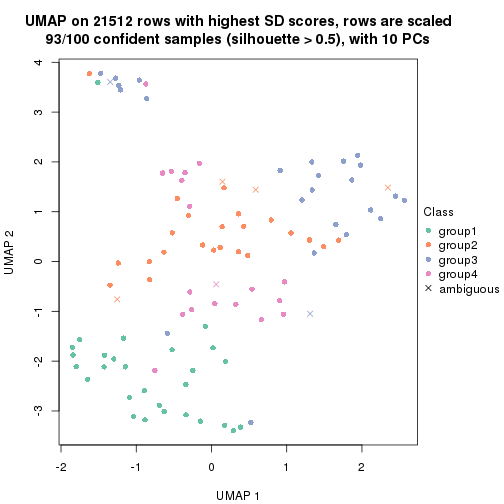 UMAP on 21512 rows with highest SD scores, rows are scaled
93/100 confident samples (silhouette > 0.5), with 10 PCs
4
3
2
1
0
-1
-2
-3
UMAP 2
-2 -1 0 1 2
UMAP 1
Class
group1
group2
group3
group4
ambiguous